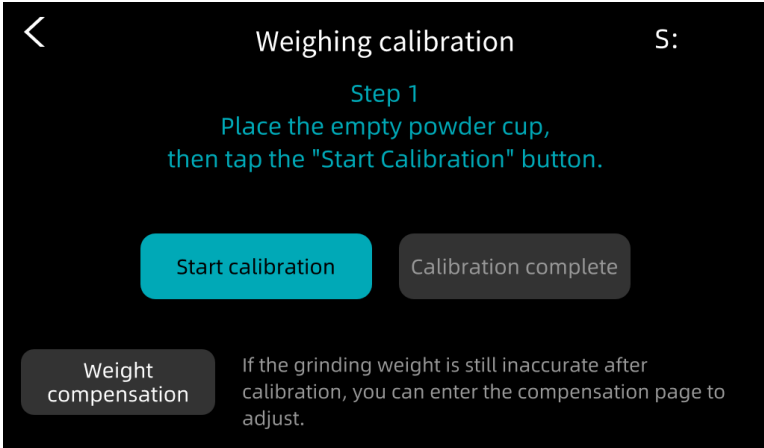 Weighing calibration
S:
Step 1
Place the empty powder cup,
then tap the "Start Calibration" button.
Start calibration
Calibration complete
Weight
compensation
If the grinding weight is still inaccurate after
calibration, you can enter the compensation page to
adjust.